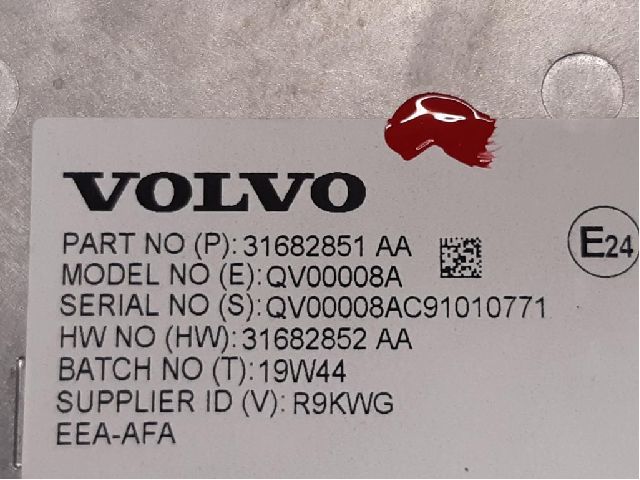 VOLVO
PART NO (P): 31682851 AA
MODEL NO (E): QV00008A
SERIAL NO (S): QV00008AC91010771
HW NO (HW): 31682852 AA
BATCH NO (T): 19W44
SUPPLIER ID (V): R9KWG
EEA-AFA
E24